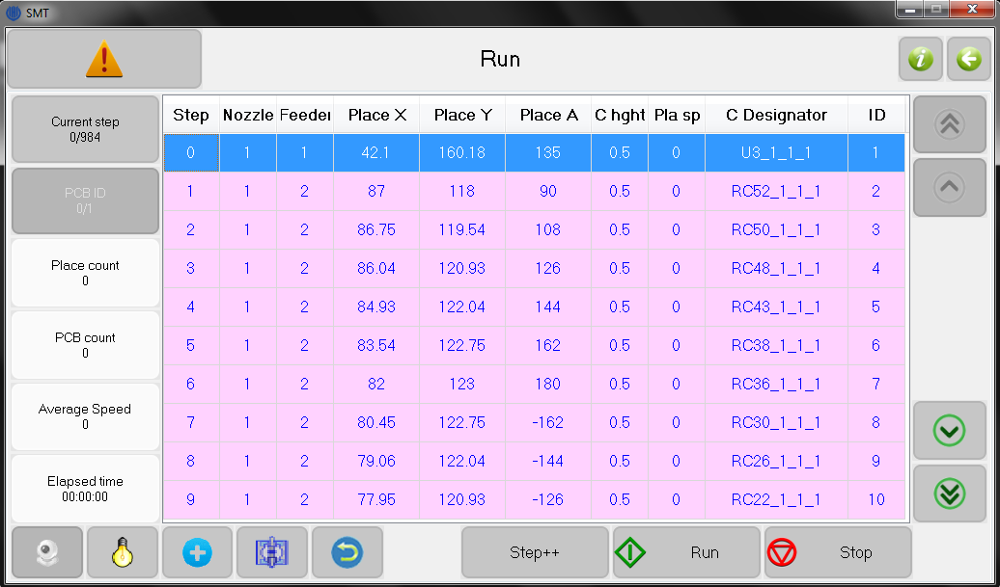 SMT
Run
Current step
0/984
PCB ID
0/1
Place count
0
PCB count
0
Average Speed
0
Elapsed time
00:00:00
Step Nozzle Feeder Place X Place Y Place A C hght Pla sp C Designator ID
0 1 1 42.1 160.18 135 0.5 0 U3_1_1_1 1
1 1 2 87 118 90 0.5 0 RC52_1_1_1 2
2 1 2 86.75 119.54 108 0.5 0 RC50_1_1_1 3
3 1 2 86.04 120.93 126 0.5 0 RC48_1_1_1 4
4 1 2 84.93 122.04 144 0.5 0 RC43_1_1_1 5
5 1 2 83.54 122.75 162 0.5 0 RC38_1_1_1 6
6 1 2 82 123 180 0.5 0 RC36_1_1_1 7
7 1 2 80.45 122.75 -162 0.5 0 RC30_1_1_1 8
8 1 2 79.06 122.04 -144 0.5 0 RC26_1_1_1 9
9 1 2 77.95 120.93 -126 0.5 0 RC22_1_1_1 10
Step++ Run Stop